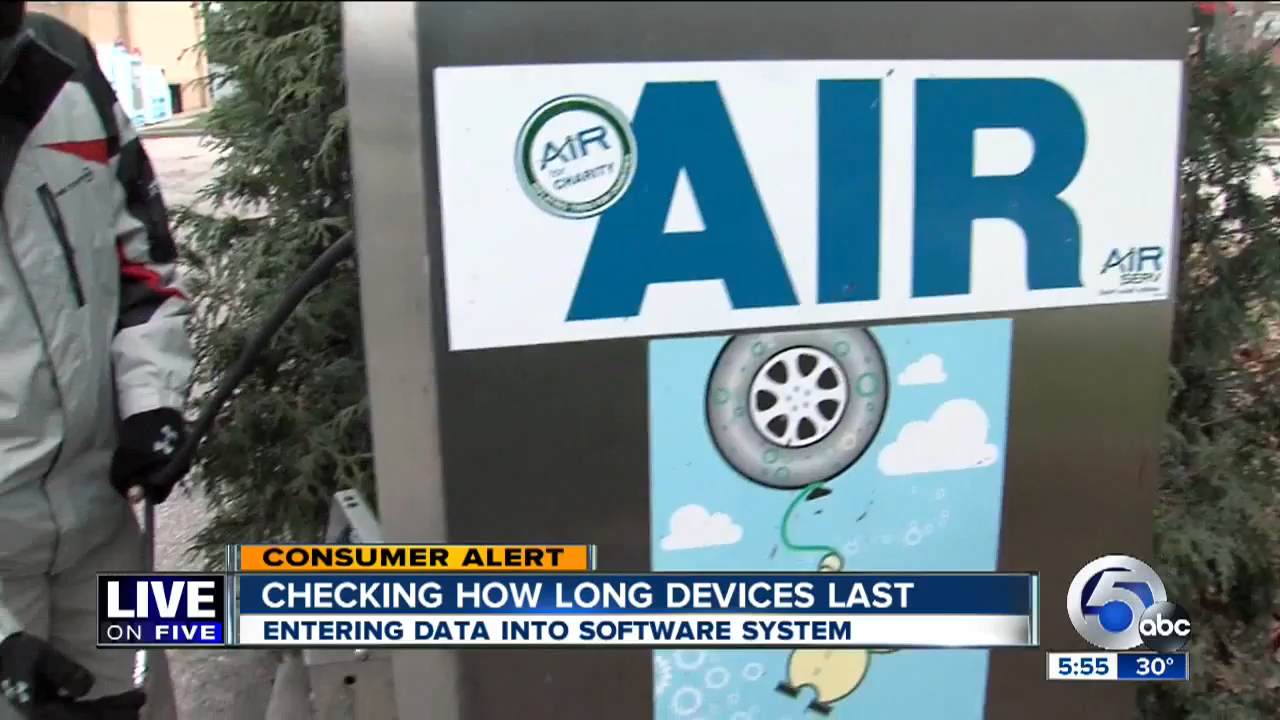 AIR
for
CHARITY
AIR
AIR
SERV
CONSUMER ALERT
LIVE
ON FIVE
CHECKING HOW LONG DEVICES LAST
ENTERING DATA INTO SOFTWARE SYSTEM
5
abc
5:55
30°